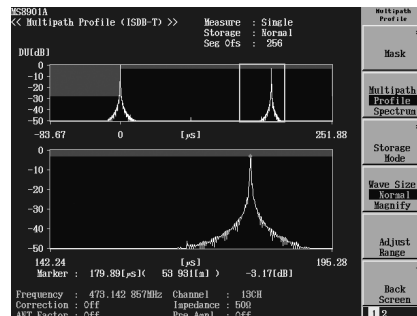 MS8901A
<< Multipath Profile (ISDB-T) >>
Measure : Single
Storage : Normal
Seg Ofs : 256
DU[dB]
0
-10
-20
-30
-40
-50
-83.67 0 [μs] 251.88
0
-10
-20
-30
-40
-50
142.24 [μs] 195.28
Marker : 179.89[μs]( 53 931[m] ) -3.17[dB]
Frequency : 473.142 857MHz Channel : 13CH
Correction : Off Impedance : 50Ω
ANT Factor : Off Pre Ampl : Off
Multipath
Profile
Mask
Multipath
Profile
Spectrum
Storage
Mode
Wave Size
Normal
Magnify
Adjust
Range
Back
Screen
1 2